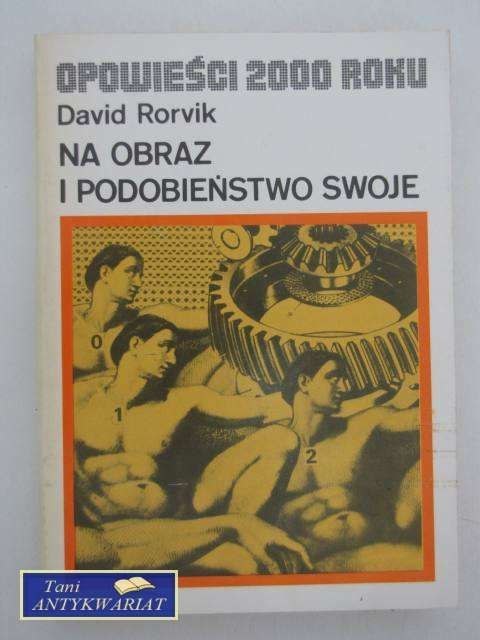 OPOWIEŚCI 2000 ROKU
David Rorvik
NA OBRAZ
I PODOBIEŃSTWO SWOJE
0
1
2
Tani
ANTYKWARIAT